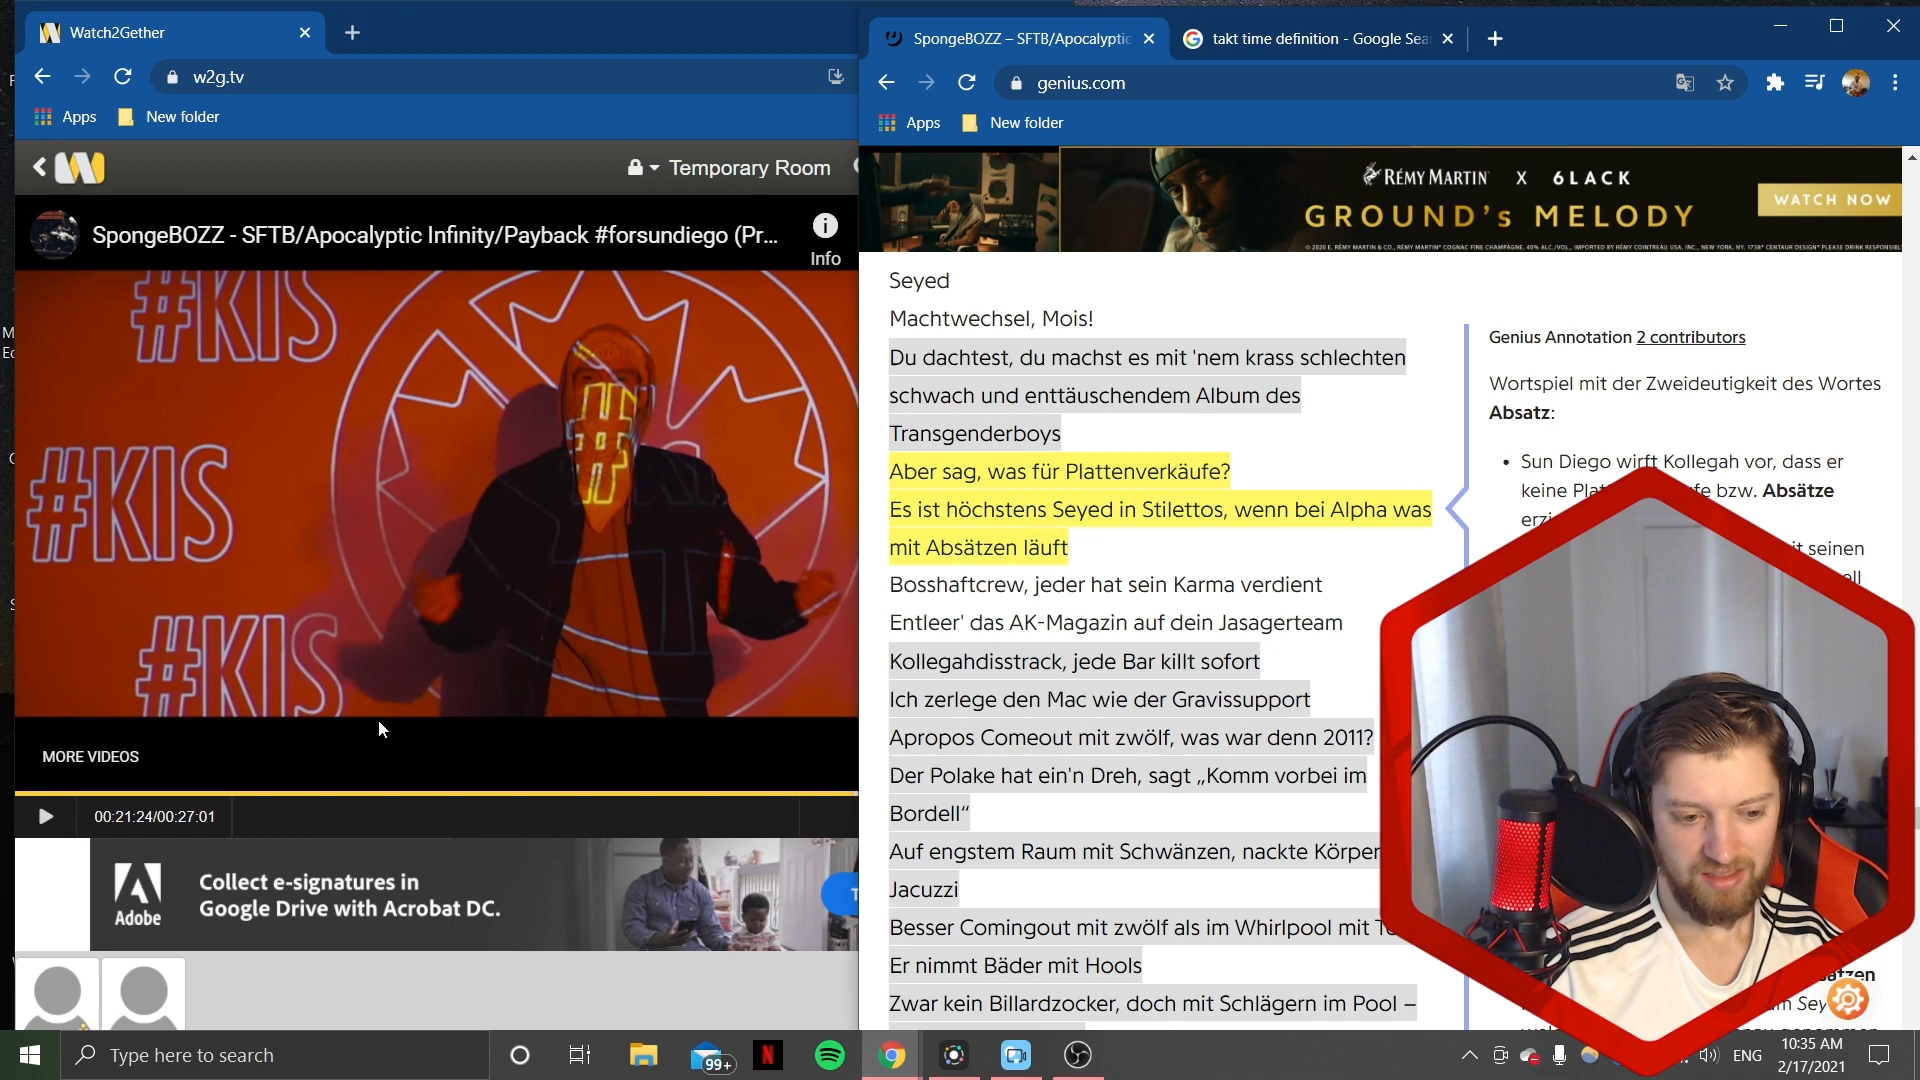 Watch2Gether
w2g.tv
Apps
New folder
Temporary Room
SpongeBOZZ - SFTB/Apocalyptic Infinity/Payback #forsundiego (Pr...
Info
#KIS
#KIS
#KIS
#
MORE VIDEOS
00:21:24/00:27:01
Adobe
Collect e-signatures in
Google Drive with Acrobat DC.
SpongeBOZZ – SFTB/Apocalyptic
takt time definition - Google Sea
genius.com
Apps
New folder
RÉMY MARTIN X 6LACK
GROUND's MELODY
WATCH NOW
Seyed
Machtwechsel, Mois!
Du dachtest, du machst es mit 'nem krass schlechten
schwach und enttäuschendem Album des
Transgenderboys
Aber sag, was für Plattenverkäufe?
Es ist höchstens Seyed in Stilettos, wenn bei Alpha was
mit Absätzen läuft
Bosshaftcrew, jeder hat sein Karma verdient
Entleer' das AK-Magazin auf dein Jasagerteam
Kollegahdisstrack, jede Bar killt sofort
Ich zerlege den Mac wie der Gravissupport
Apropos Comeout mit zwölf, was war denn 2011?
Der Polake hat ein'n Dreh, sagt „Komm vorbei im
Bordell“
Auf engstem Raum mit Schwänzen, nackte Körper
Jacuzzi
Besser Comingout mit zwölf als im Whirlpool mit
Er nimmt Bäder mit Hools
Zwar kein Billardzocker, doch mit Schlägern im Pool –
Genius Annotation 2 contributors
Wortspiel mit der Zweideutigkeit des Wortes
Absatz:
• Sun Diego wirft Kollegah vor, dass er
keine bzw. Absätze
seinen
Type here to search
99+
ENG
10:35 AM
2/17/2021